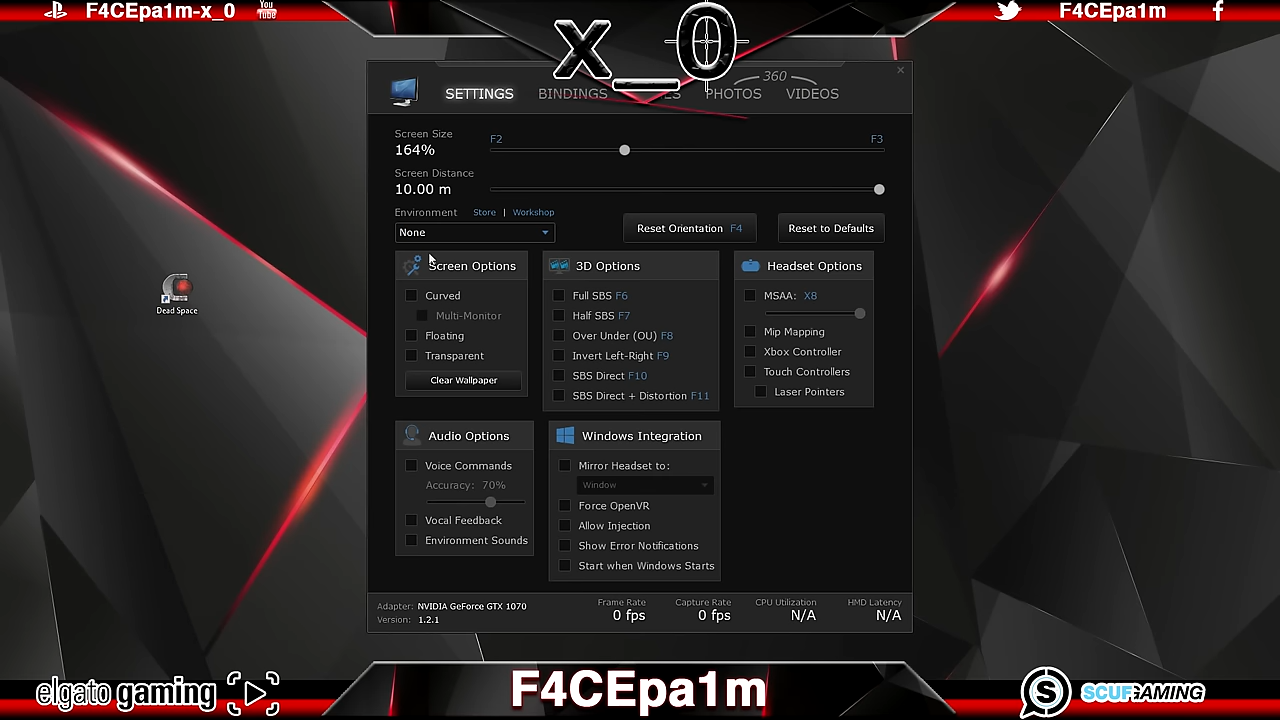 F4CEpa1m-x_0
You
Tube
F4CEpa1m
x_0
360
SETTINGS
BINDINGS
PHOTOS
VIDEOS
Screen Size
164%
F2
F3
Screen Distance
10.00 m
Environment
Store | Workshop
None
Reset Orientation F4
Reset to Defaults
Screen Options
Curved
Multi-Monitor
Floating
Transparent
Clear Wallpaper
3D Options
Full SBS F6
Half SBS F7
Over Under (OU) F8
Invert Left-Right F9
SBS Direct F10
SBS Direct + Distortion F11
Headset Options
MSAA: X8
Mip Mapping
Xbox Controller
Touch Controllers
Laser Pointers
Dead Space
Audio Options
Voice Commands
Accuracy: 70%
Vocal Feedback
Environment Sounds
Windows Integration
Mirror Headset to:
Window
Force OpenVR
Allow Injection
Show Error Notifications
Start when Windows Starts
Adapter: NVIDIA GeForce GTX 1070
Version: 1.2.1
Frame Rate
0 fps
Capture Rate
0 fps
CPU Utilization
N/A
HMD Latency
N/A
elgato gaming
F4CEpa1m
S
SCUFGAMING